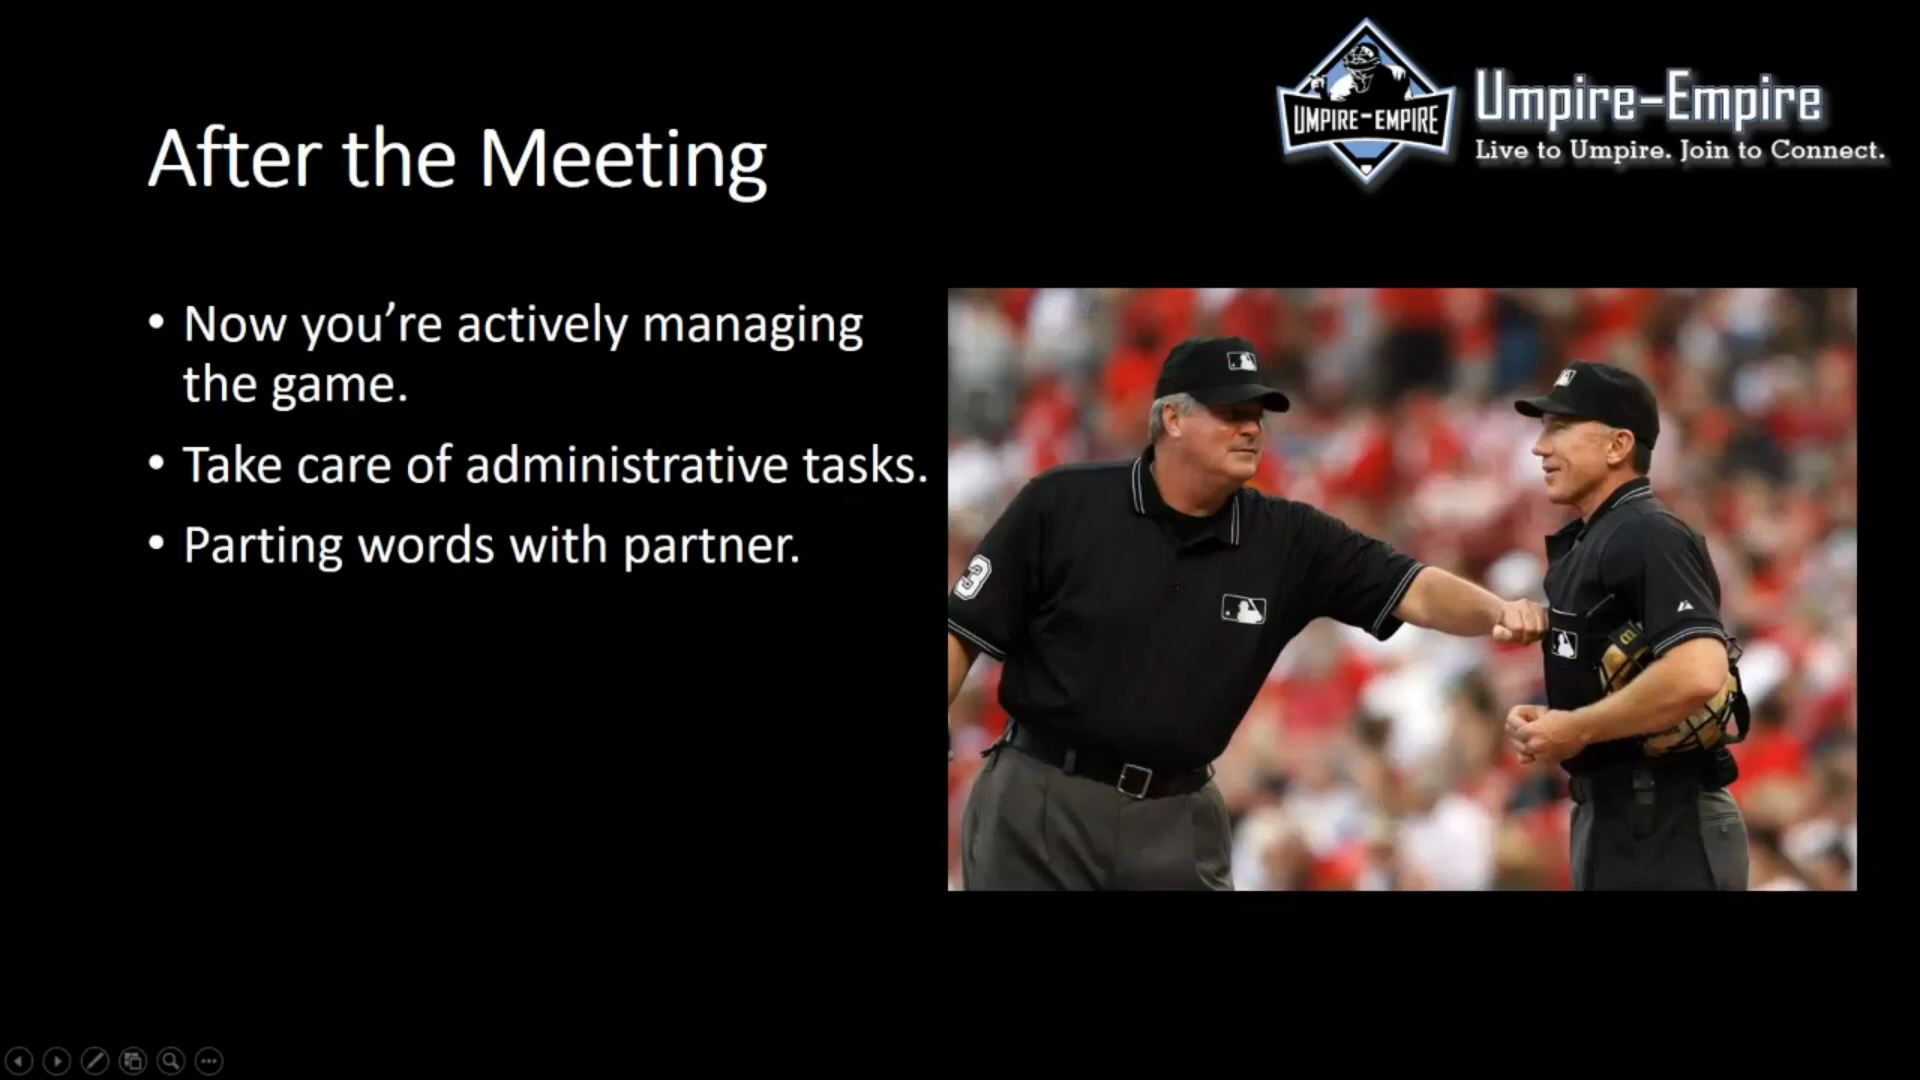 UMPIRE-EMPIRE
Umpire-Empire
Live to Umpire. Join to Connect.
After the Meeting
• Now you’re actively managing
the game.
• Take care of administrative tasks.
• Parting words with partner.
3